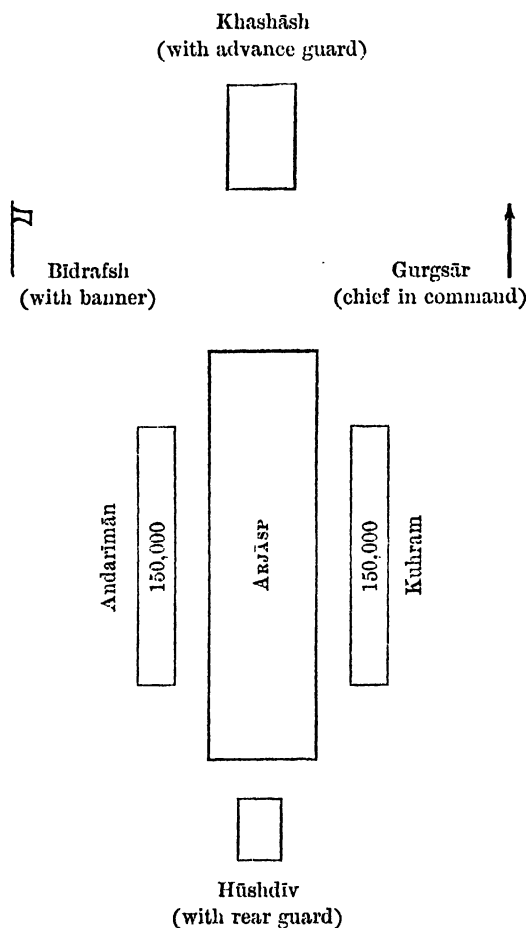 Khashāsh
(with advance guard)
Bīdrafsh
(with banner)
Gurgsār
(chief in command)
Andarīmān
150,000
ARJĀSP
150,000
Kuhram
Hūshdīv
(with rear guard)